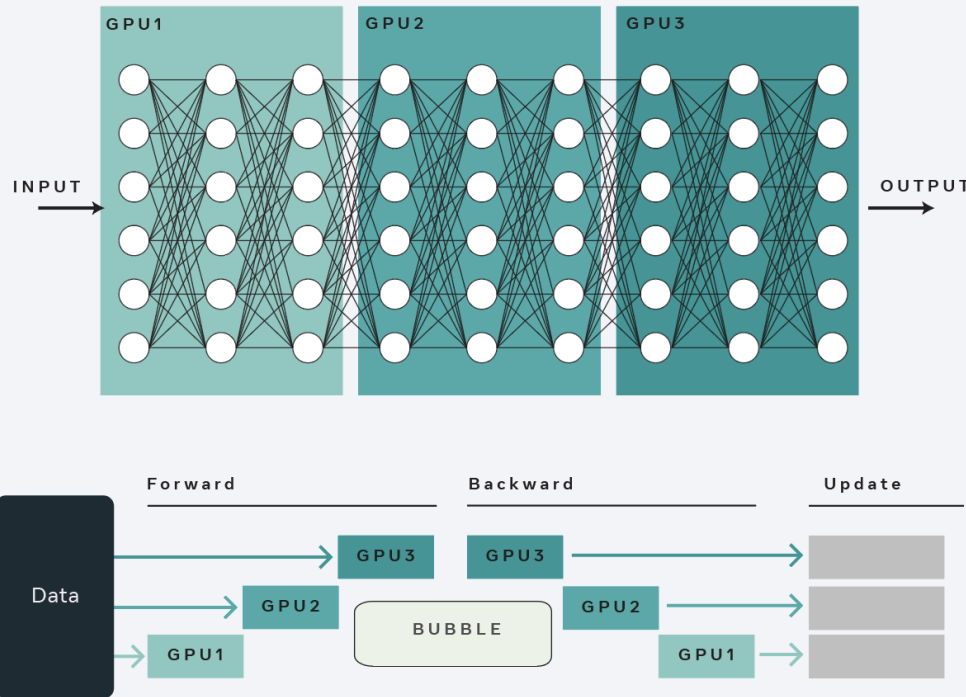 GPU1
GPU2
GPU3
INPUT
OUTPUT
Forward
Backward
Update
Data
GPU3
GPU3
GPU2
GPU2
BUBBLE
GPU1
GPU1